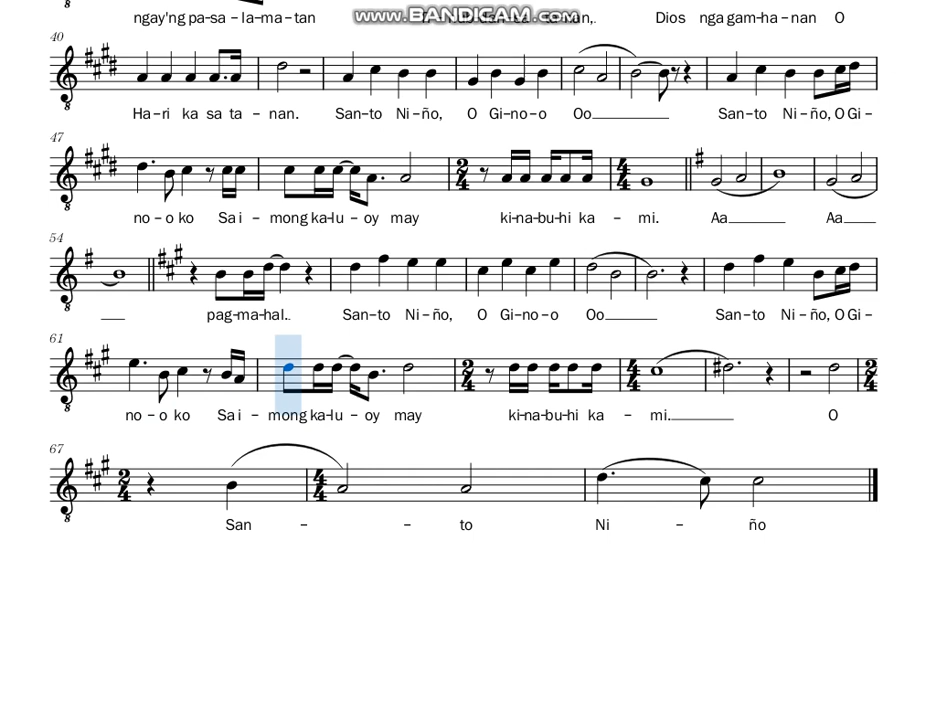 ngay'ng pa-sa - la-ma-tan Dios nga gam-ha - nan O
www.BANDICAM.com
40
Ha-ri ka sa ta - nan. San-to Ni-ño, O Gi-no-o Oo San-to Ni-ño, O Gi -
47
no-o ko Sa i - mong ka-lu - oy may ki-na-bu-hi ka - mi. Aa Aa
54
pag-ma-hal.. San-to Ni-ño, O Gi-no-o Oo San-to Ni-ño, O Gi -
61
no-o ko Sa i - mong ka-lu - oy may ki-na-bu-hi ka - mi. O
67
San - - to Ni - ño